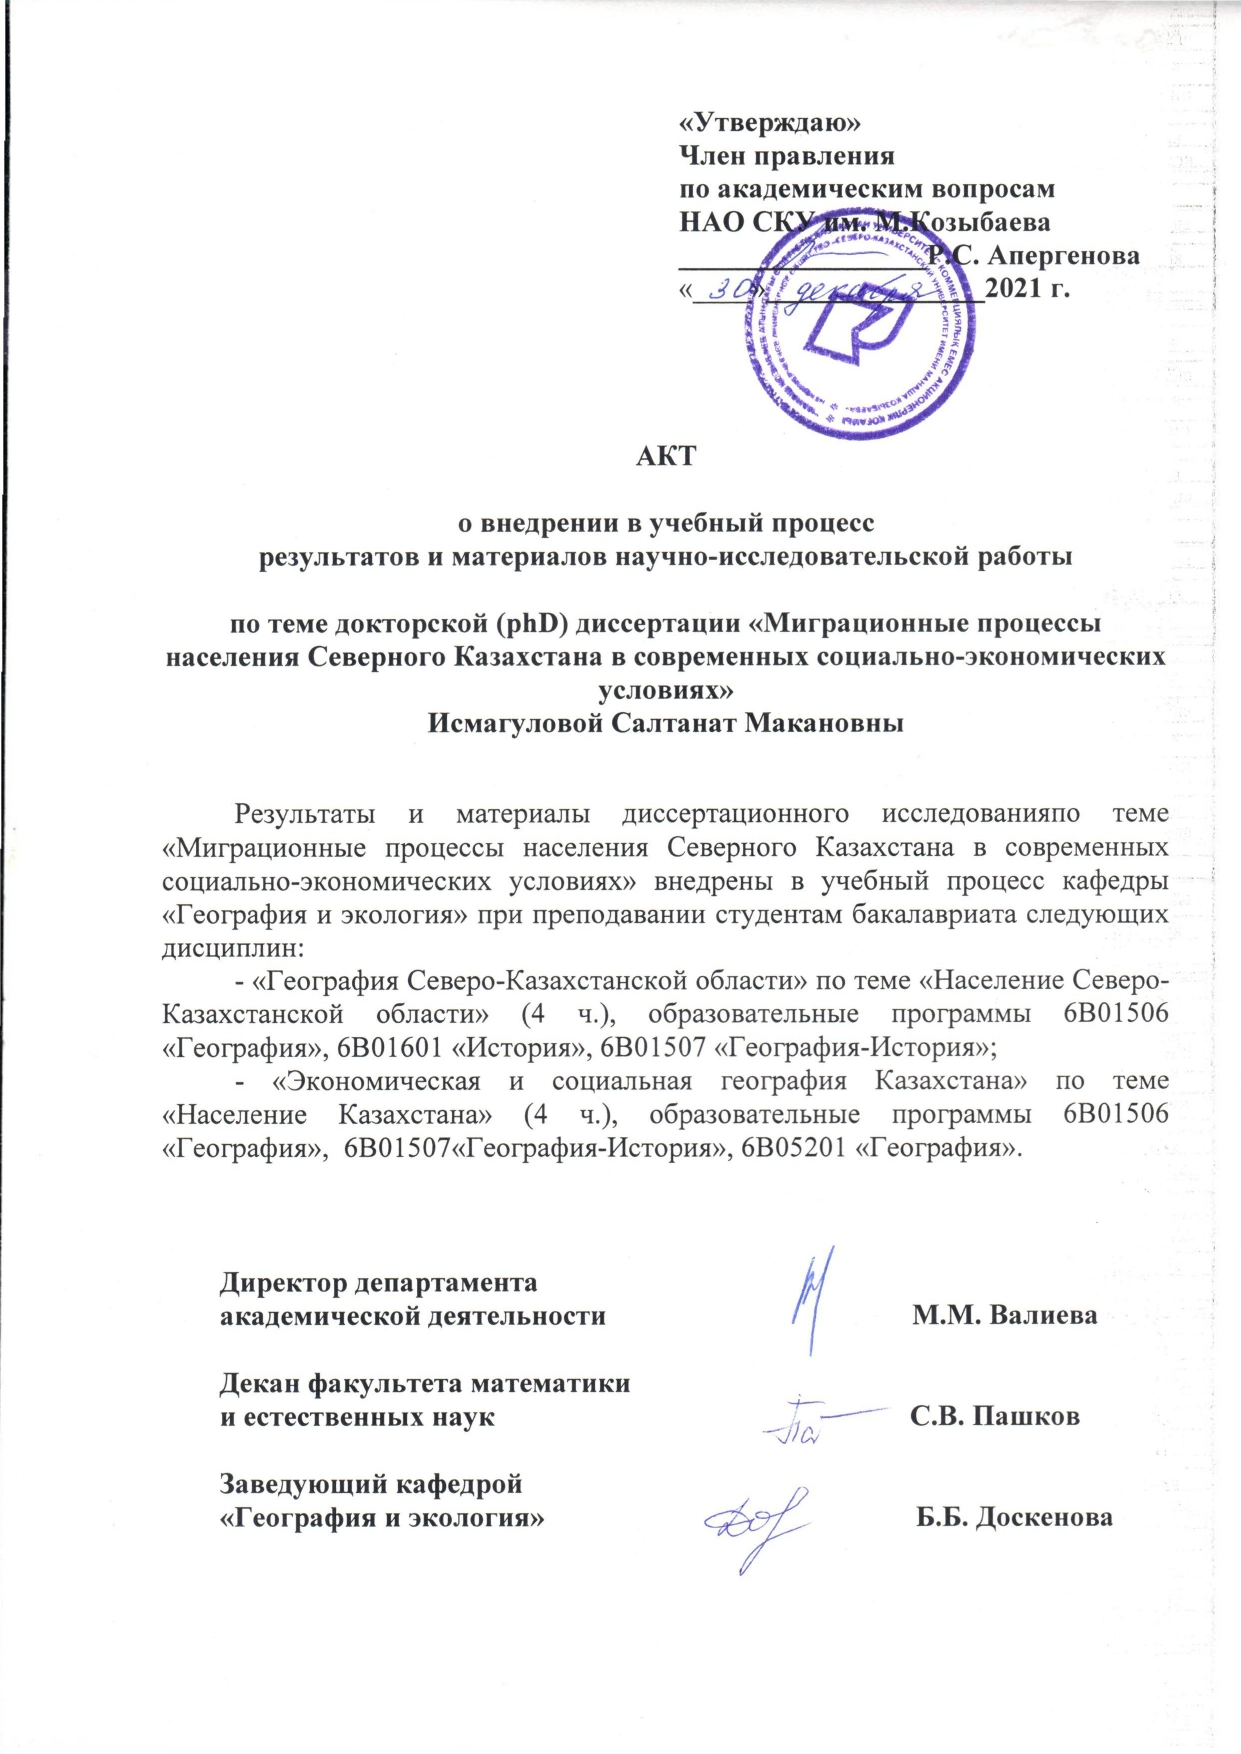 «Утверждаю»
Член правления
по академическим вопросам
НАО СКУ им. М.Козыбаева
__________________Р.С. Апергенова
«_30_»_декабря_2021 г.
АКТ
о внедрении в учебный процесс
результатов и материалов научно-исследовательской работы
по теме докторской (phD) диссертации «Миграционные процессы
населения Северного Казахстана в современных социально-экономических
условиях»
Исмагуловой Салтанат Макановны
Результаты и материалы диссертационного исследованияпо теме
«Миграционные процессы населения Северного Казахстана в современных
социально-экономических условиях» внедрены в учебный процесс кафедры
«География и экология» при преподавании студентам бакалавриата следующих
дисциплин:
- «География Северо-Казахстанской области» по теме «Население Северо-
Казахстанской области» (4 ч.), образовательные программы 6В01506
«География», 6В01601 «История», 6В01507 «География-История»;
- «Экономическая и социальная география Казахстана» по теме
«Население Казахстана» (4 ч.), образовательные программы 6В01506
«География», 6В01507«География-История», 6В05201 «География».
Директор департамента
академической деятельности М.М. Валиева
Декан факультета математики
и естественных наук С.В. Пашков
Заведующий кафедрой
«География и экология» Б.Б. Доскенова